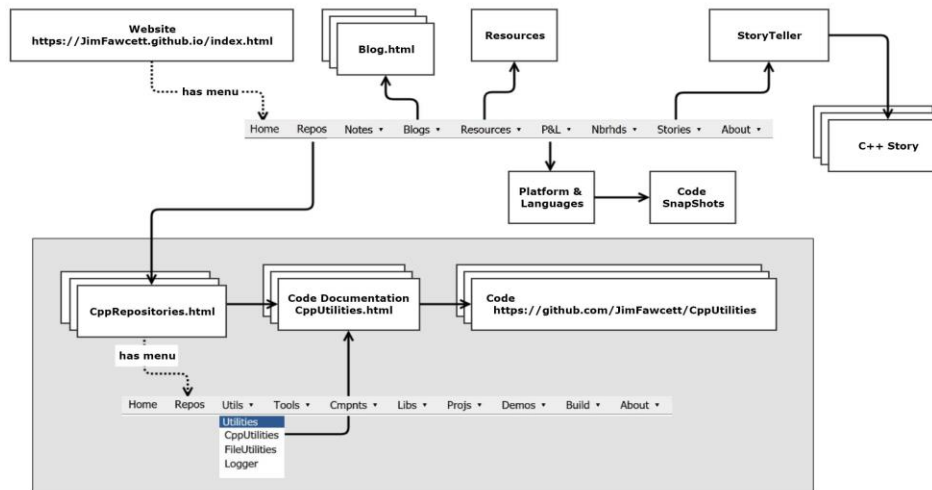 Website
https://JimFawcett.github.io/index.html
Blog.html
Resources
StoryTeller
has menu
Home Repos Notes Blogs Resources P&L Nbrhds Stories About
C++ Story
Platform &
Languages
Code
SnapShots
CppRepositories.html
Code Documentation
CppUtilities.html
Code
https://github.com/JimFawcett/CppUtilities
has menu
Home Repos Utils Tools Cmpnts Libs Projs Demos Build About
Utilities
CppUtilities
FileUtilities
Logger